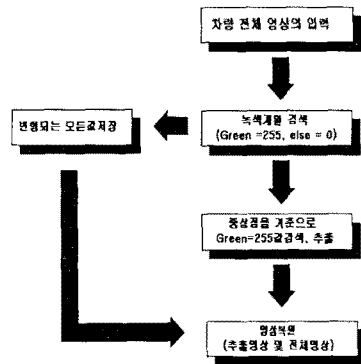 차량 전체 영상의 입력
녹색계열 검색
(Green =255, else = 0)
변형되는 모든값저장
중심점을 기준으로
Green=255값검색, 추출
영상복원
(추출영상 및 전체영상)